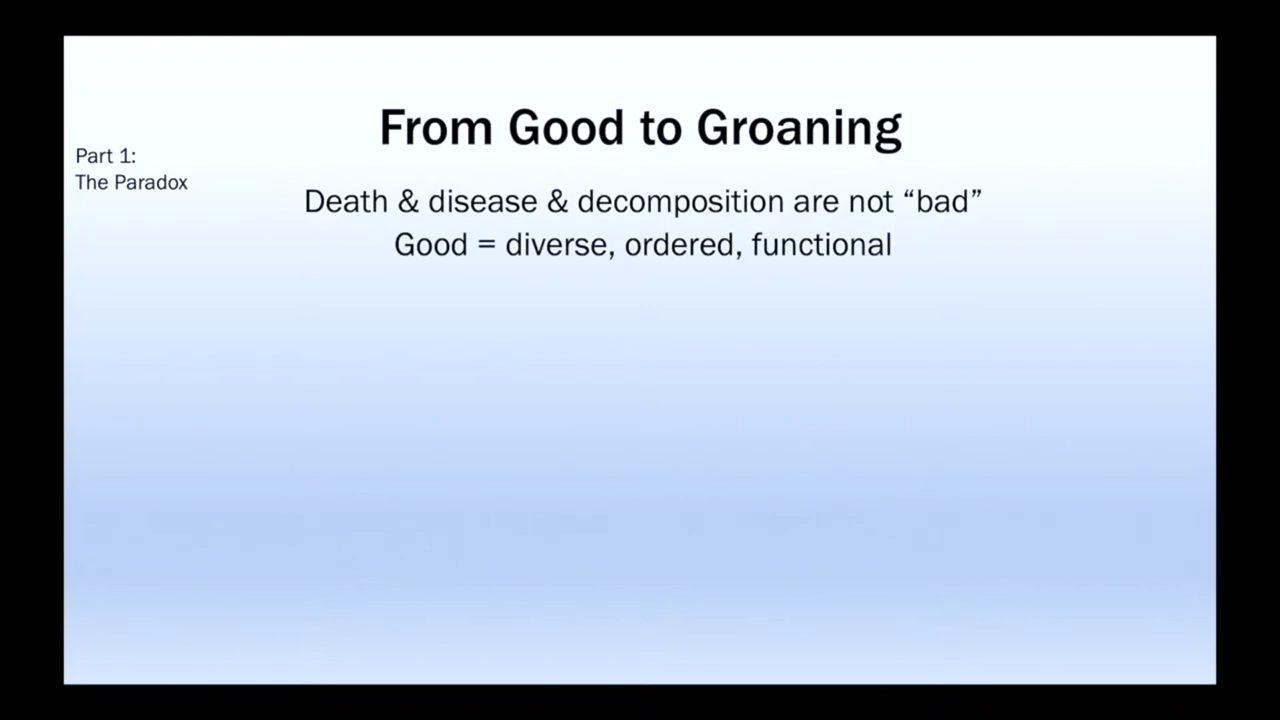 From Good to Groaning
Part 1:
The Paradox
Death & disease & decomposition are not “bad”
Good = diverse, ordered, functional